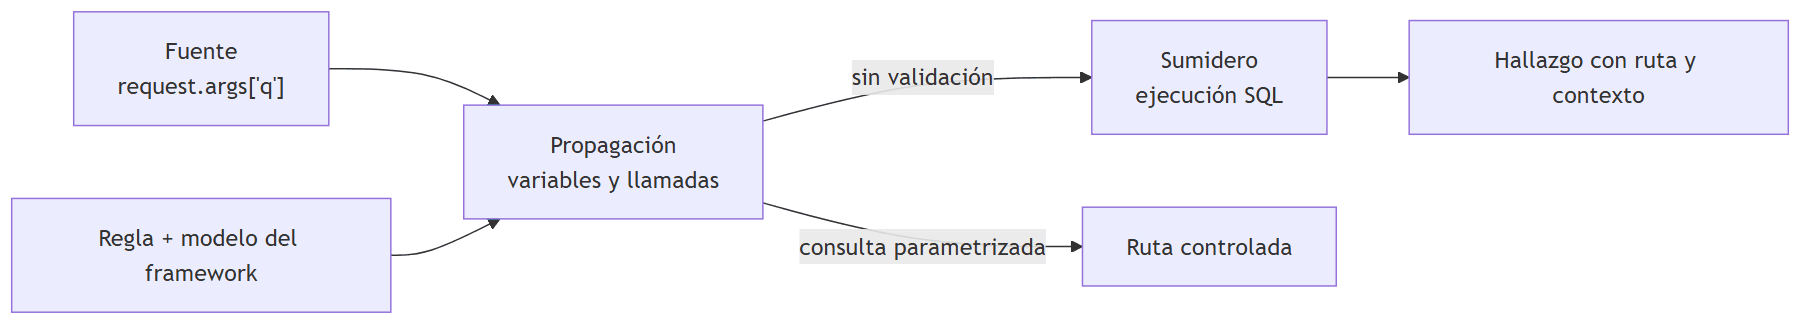 Fuente
request.args['q']
Regla + modelo del
framework
Propagación
variables y llamadas
sin validación
consulta parametrizada
Sumidero
ejecución SQL
Ruta controlada
Hallazgo con ruta y
contexto